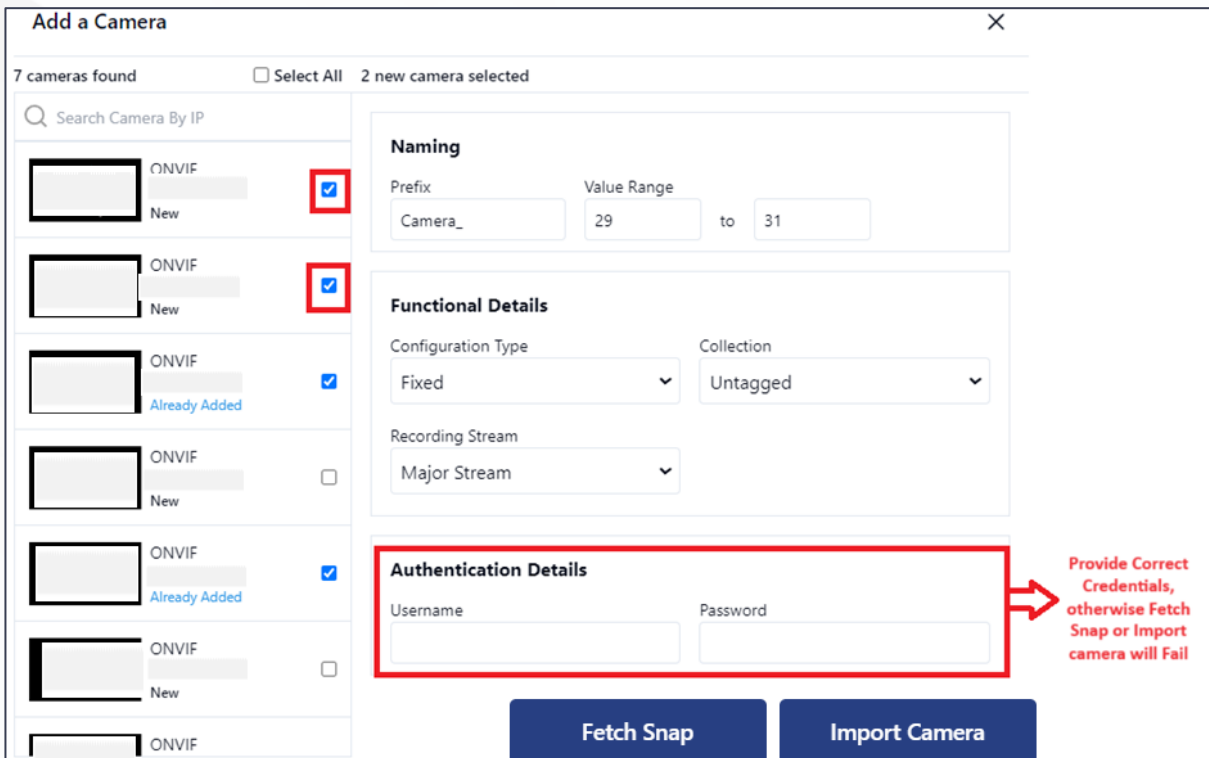 Add a Camera
7 cameras found
Select All
2 new camera selected
Search Camera By IP
ONVIF
New
ONVIF
New
ONVIF
Already Added
ONVIF
New
ONVIF
Already Added
ONVIF
New
ONVIF
Naming
Prefix
Value Range
Camera_
29
to
31
Functional Details
Configuration Type
Collection
Fixed
Untagged
Recording Stream
Major Stream
Authentication Details
Username
Password
Provide Correct
Credentials,
otherwise Fetch
Snap or Import
camera will Fail
Fetch Snap
Import Camera